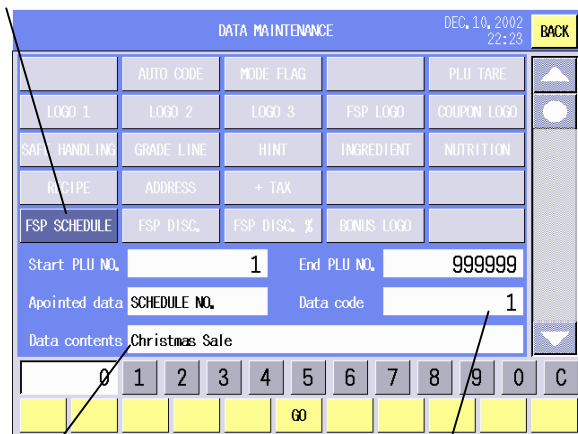 DATA MAINTENANCE DEC,10,2002 BACK
22:23
AUTO CODE MODE FLAG PLU TARE
LOGO 1 LOGO 2 LOGO 3 FSP LOGO COUPON LOGO
SAFE HANDLING GRADE LINE HINT INGREDIENT NUTRITION
RECIPE ADDRESS + TAX
FSP SCHEDULE FSP DISC. FSP DISC. % BONUS LOGO
Start PLU NO. 1 End PLU NO. 999999
Apointed data SCHEDULE NO. Data code 1
Data contents Christmas Sale
0 1 2 3 4 5 6 7 8 9 0 C
GO